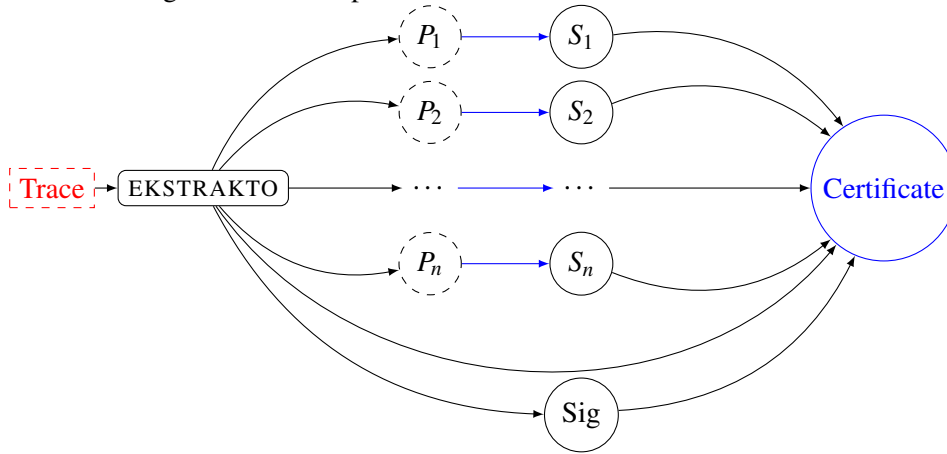 P1 S1
P2 S2
Trace EKSTRAKTO ··· ··· Certificate
Pn Sn
Sig